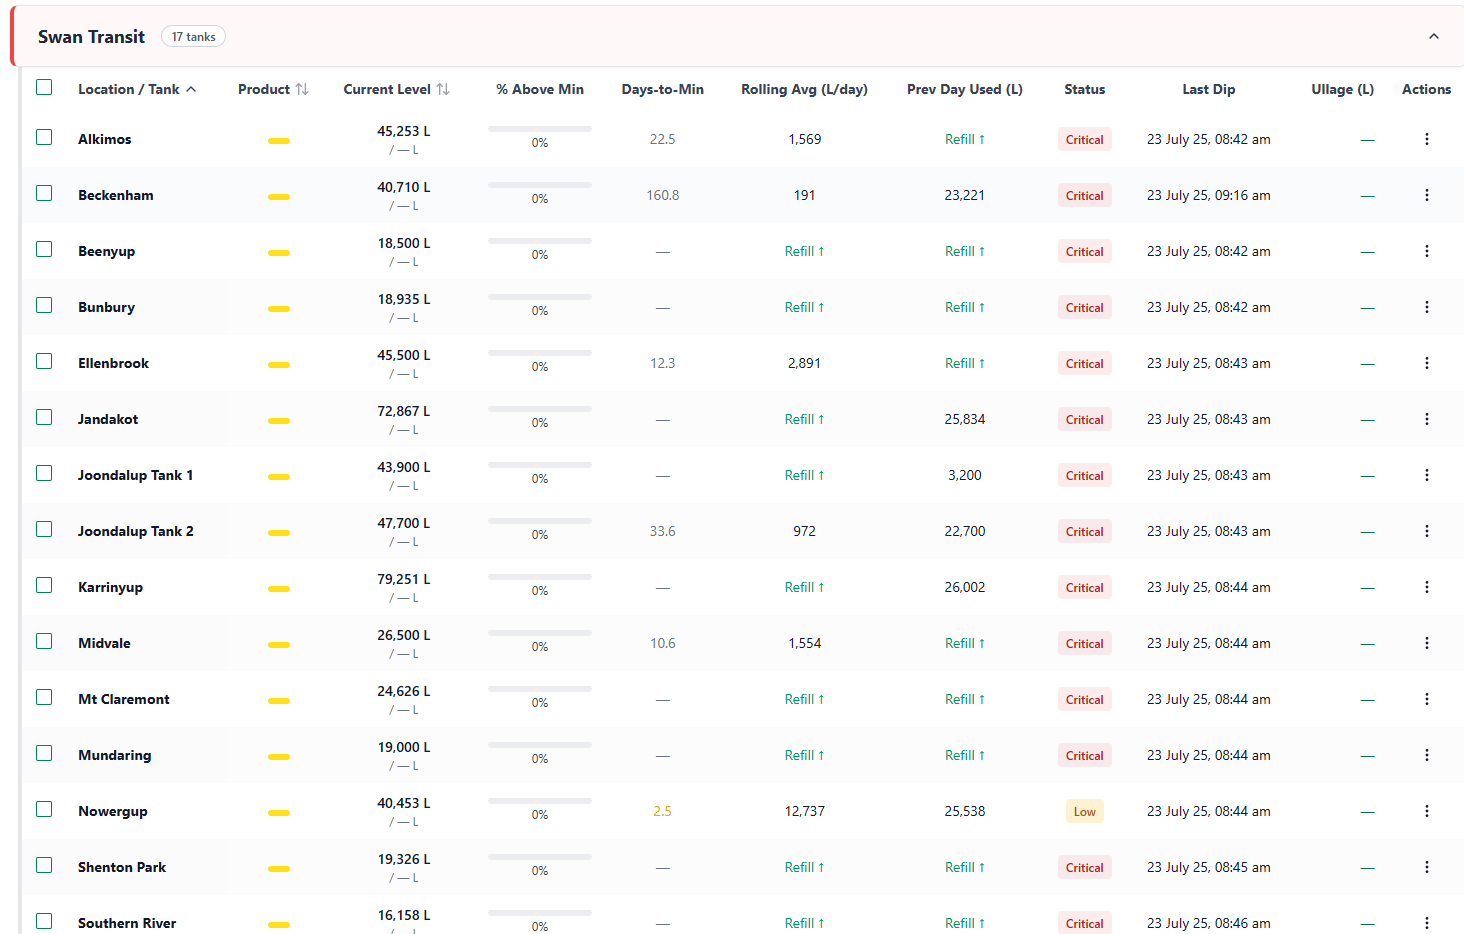 Swan Transit 17 tanks
Location / Tank Product Current Level % Above Min Days-to-Min Rolling Avg (L/day) Prev Day Used (L) Status Last Dip Ullage (L) Actions
Alkimos 45,253 L / — L 0% 22.5 1,569 Refill ↑ Critical 23 July 25, 08:42 am —
Beckenham 40,710 L / — L 0% 160.8 191 23,221 Critical 23 July 25, 09:16 am —
Beenyup 18,500 L / — L 0% — Refill ↑ Refill ↑ Critical 23 July 25, 08:42 am —
Bunbury 18,935 L / — L 0% — Refill ↑ Refill ↑ Critical 23 July 25, 08:42 am —
Ellenbrook 45,500 L / — L 0% 12.3 2,891 Refill ↑ Critical 23 July 25, 08:43 am —
Jandakot 72,867 L / — L 0% — Refill ↑ 25,834 Critical 23 July 25, 08:43 am —
Joondalup Tank 1 43,900 L / — L 0% — Refill ↑ 3,200 Critical 23 July 25, 08:43 am —
Joondalup Tank 2 47,700 L / — L 0% 33.6 972 22,700 Critical 23 July 25, 08:43 am —
Karrinyup 79,251 L / — L 0% — Refill ↑ 26,002 Critical 23 July 25, 08:44 am —
Midvale 26,500 L / — L 0% 10.6 1,554 Refill ↑ Critical 23 July 25, 08:44 am —
Mt Claremont 24,626 L / — L 0% — Refill ↑ Refill ↑ Critical 23 July 25, 08:44 am —
Mundaring 19,000 L / — L 0% — Refill ↑ Refill ↑ Critical 23 July 25, 08:44 am —
Nowergup 40,453 L / — L 0% 2.5 12,737 25,538 Low 23 July 25, 08:44 am —
Shenton Park 19,326 L / — L 0% — Refill ↑ Refill ↑ Critical 23 July 25, 08:45 am —
Southern River 16,158 L / — L 0% — Refill ↑ Refill ↑ Critical 23 July 25, 08:46 am —